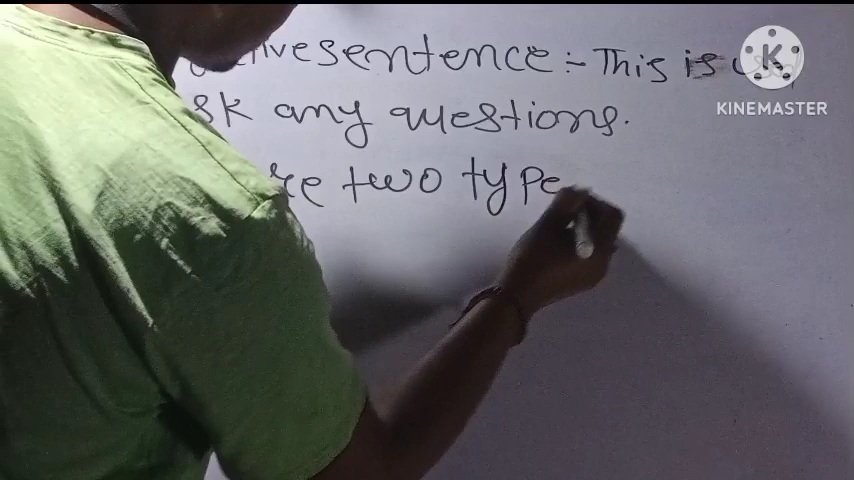 sentence:- This is
any questions.
two type
K
KINEMASTER